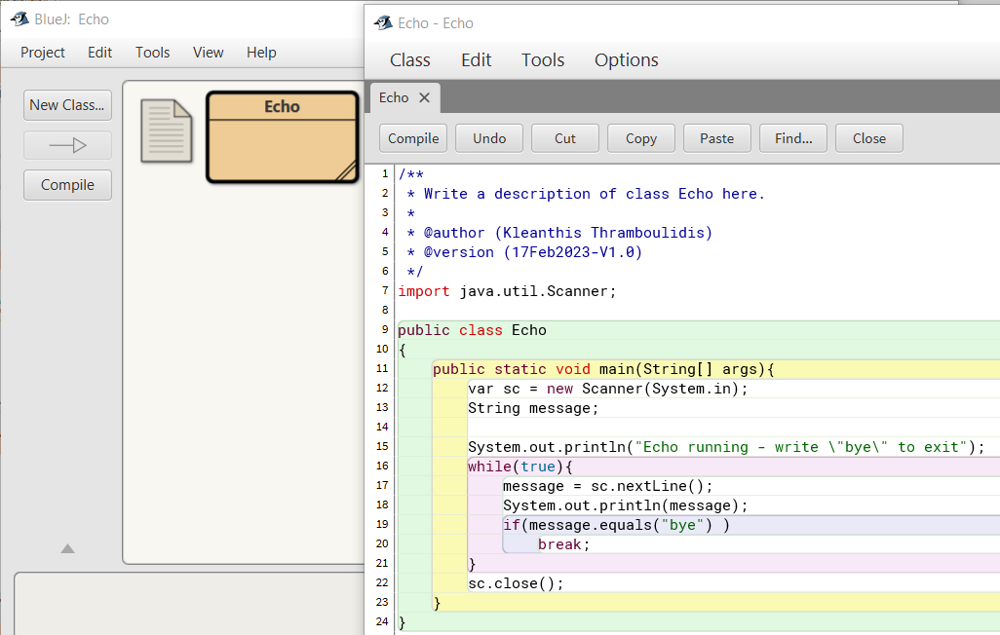 BlueJ: Echo
Project Edit Tools View Help
New Class...
Compile
Echo
Echo - Echo
Class Edit Tools Options
Echo
Compile Undo Cut Copy Paste Find... Close
1 /**
2  * Write a description of class Echo here.
3  *
4  * @author (Kleanthis Thramboulidis)
5  * @version (17Feb2023-V1.0)
6  */
7 import java.util.Scanner;
8
9 public class Echo
10 {
11     public static void main(String[] args){
12         var sc = new Scanner(System.in);
13         String message;
14
15         System.out.println("Echo running - write \"bye\" to exit");
16         while(true){
17             message = sc.nextLine();
18             System.out.println(message);
19             if(message.equals("bye") )
20                 break;
21         }
22         sc.close();
23     }
24 }